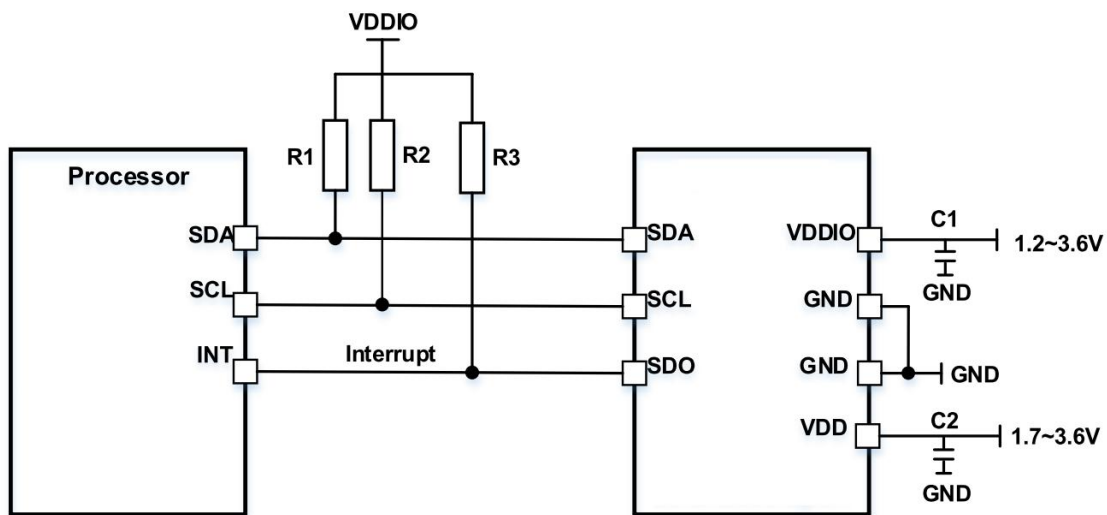 VDDIO
R1
R2
R3
Processor
SDA
SCL
INT
Interrupt
SDA
SCL
SDO
VDDIO
GND
GND
VDD
C1
1.2~3.6V
GND
GND
C2
1.7~3.6V
GND